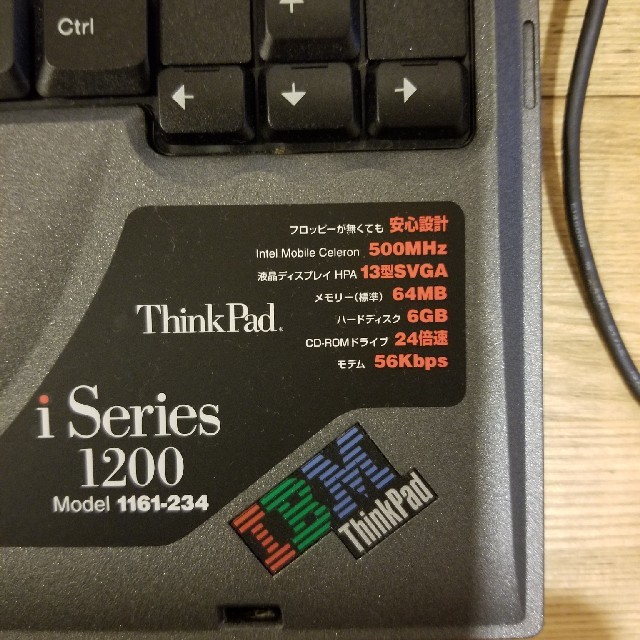 Ctrl
フロッピーが無くても 安心設計
Intel Mobile Celeron 500MHz
液晶ディスプレイ HPA 13型SVGA
メモリー(標準) 64MB
ハードディスク 6GB
CD-ROMドライブ 24倍速
モデム 56Kbps
ThinkPad
i Series
1200
Model 1161-234
IBM
ThinkPad